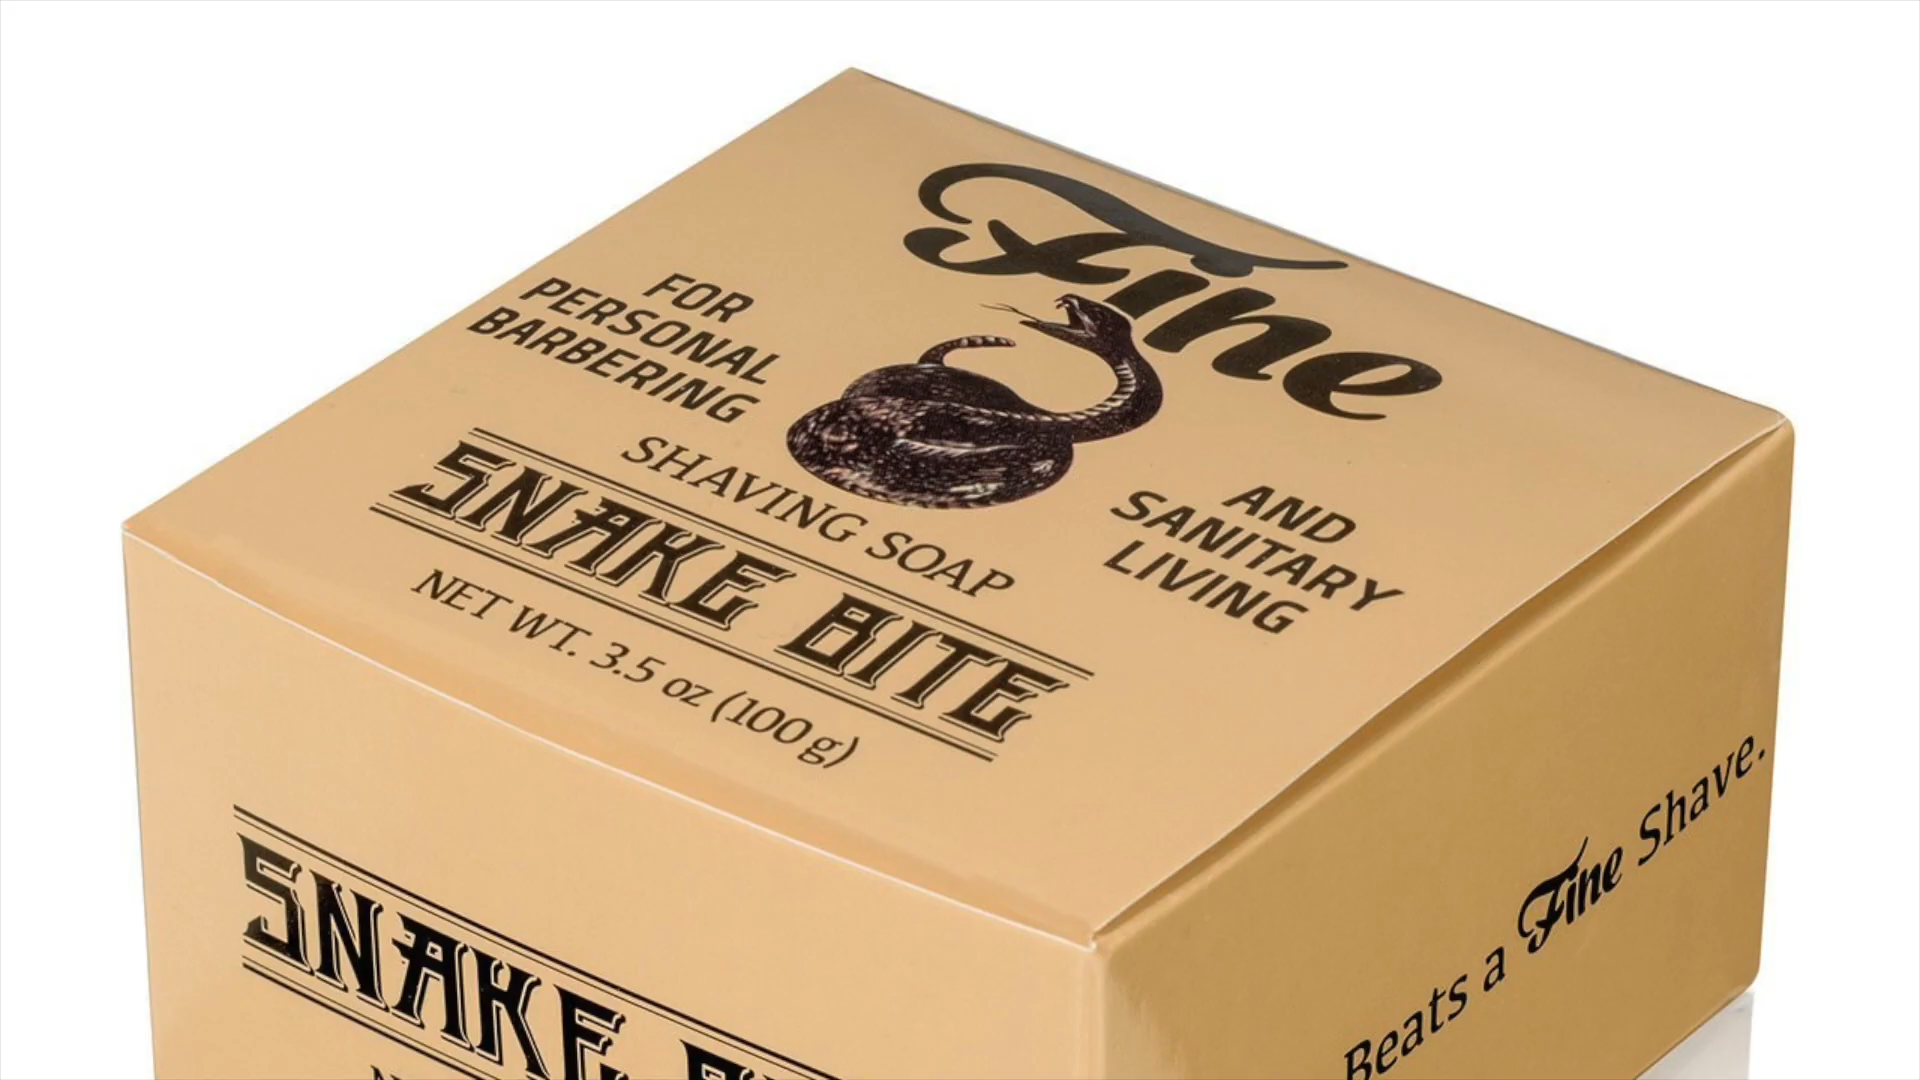 Fine
FOR
PERSONAL
BARBERING
AND
SANITARY
LIVING
SHAVING SOAP
SNAKE BITE
NET WT. 3.5 oz (100 g)
SNAKE
Beats a Fine Shave.